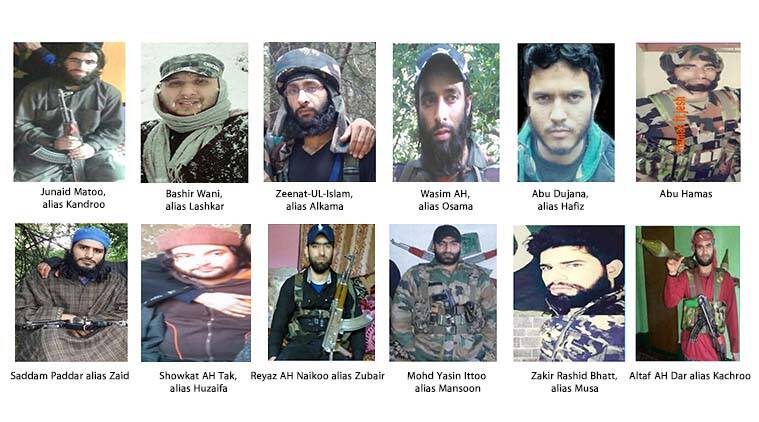 Junaid Matoo,
alias Kandroo
Bashir Wani,
alias Lashkar
Zeenat-UL-Islam,
alias Alkama
Wasim AH,
alias Osama
Abu Dujana,
alias Hafiz
Abu Hamas
Saddam Paddar alias Zaid
Showkat AH Tak,
alias Huzaifa
Reyaz AH Naikoo alias Zubair
Mohd Yasin Ittoo
alias Mansoon
Zakir Rashid Bhatt,
alias Musa
Altaf AH Dar alias Kachroo